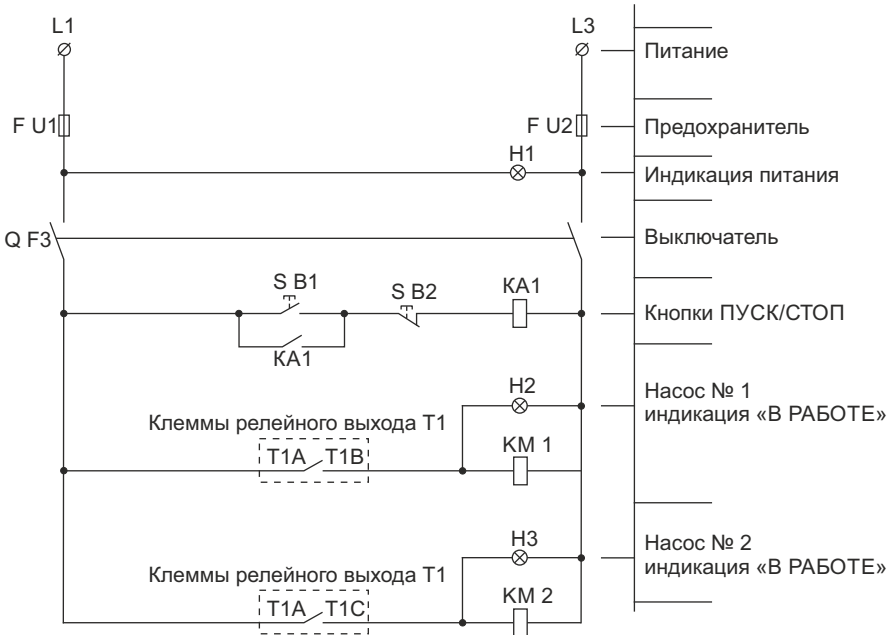 L1
L3
Питание
F U1
F U2
Предохранитель
H1
Индикация питания
Q F3
Выключатель
S B1
S B2
KA1
Кнопки ПУСК/СТОП
KA1
H2
Насос № 1
индикация «В РАБОТЕ»
Клеммы релейного выхода T1
T1A
T1B
KM 1
H3
Насос № 2
индикация «В РАБОТЕ»
Клеммы релейного выхода T1
T1A
T1C
KM 2